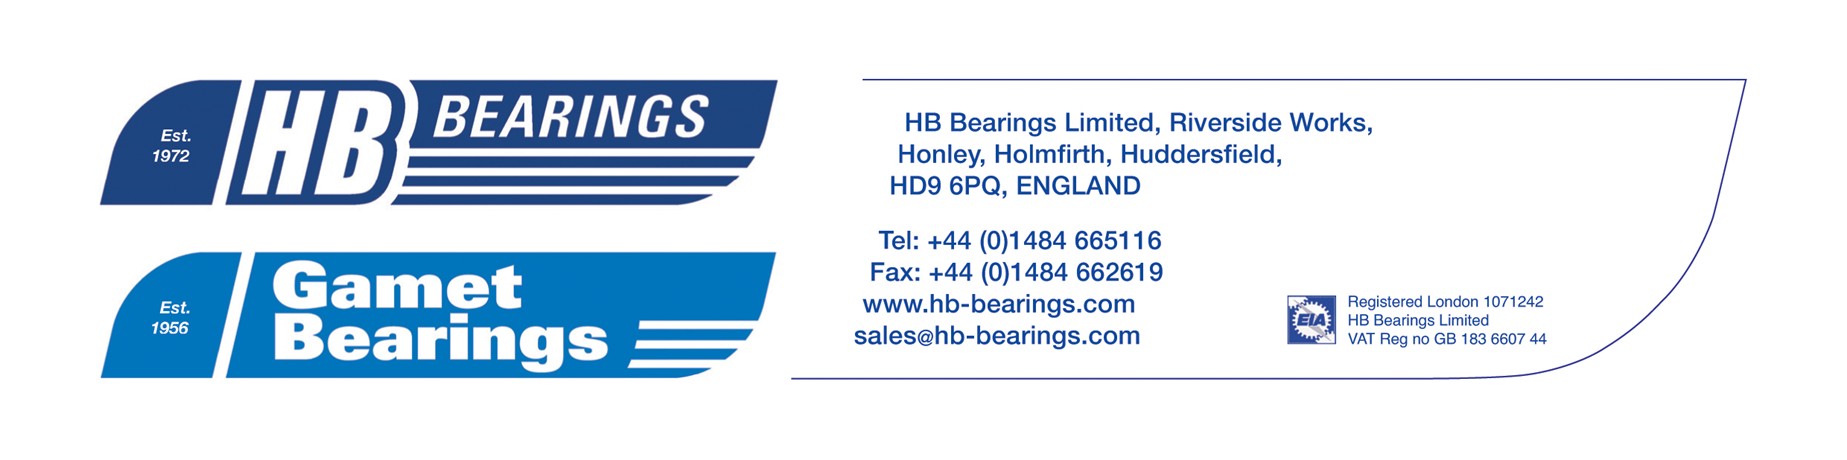 Est.
1972
HB BEARINGS
Est.
1956
Gamet
Bearings
HB Bearings Limited, Riverside Works,
Honley, Holmfirth, Huddersfield,
HD9 6PQ, ENGLAND
Tel: +44 (0)1484 665116
Fax: +44 (0)1484 662619
www.hb-bearings.com
sales@hb-bearings.com
EIA
Registered London 1071242
HB Bearings Limited
VAT Reg no GB 183 6607 44